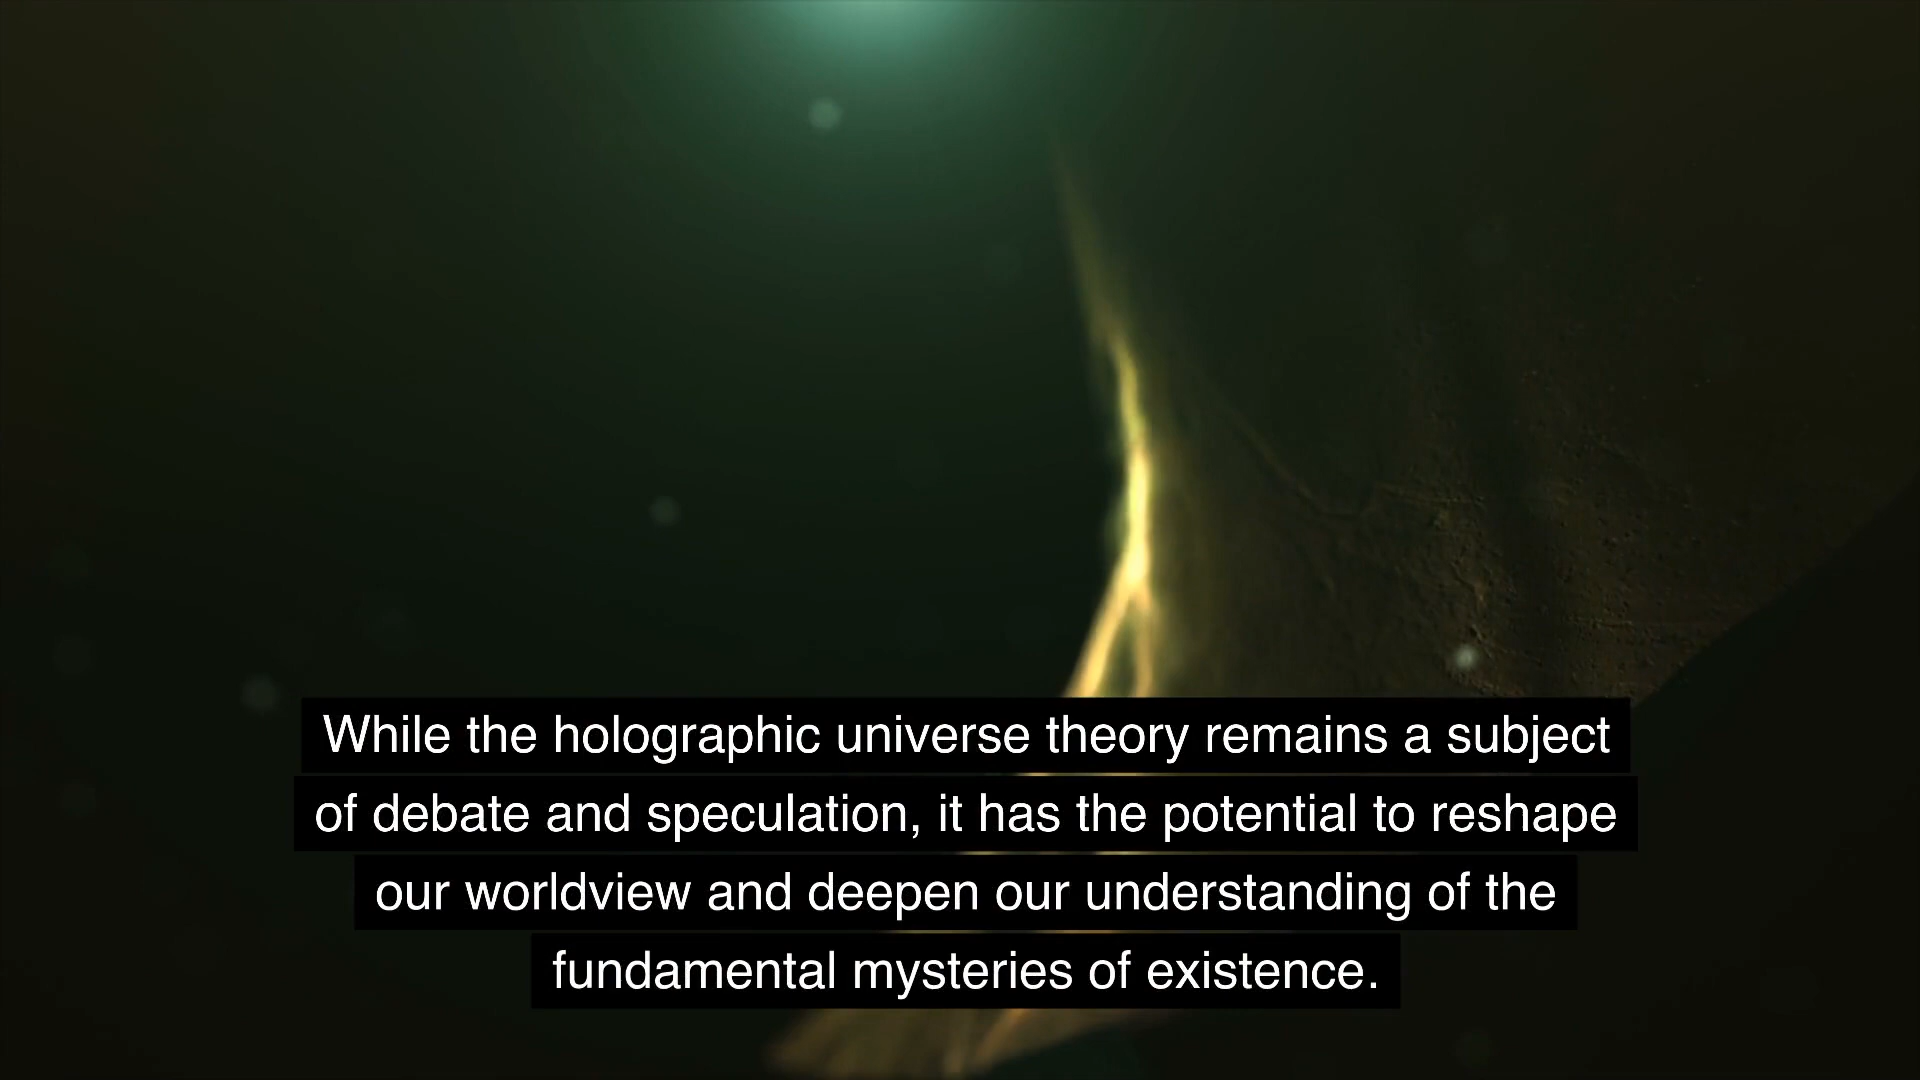 While the holographic universe theory remains a subject
of debate and speculation, it has the potential to reshape
our worldview and deepen our understanding of the
fundamental mysteries of existence.